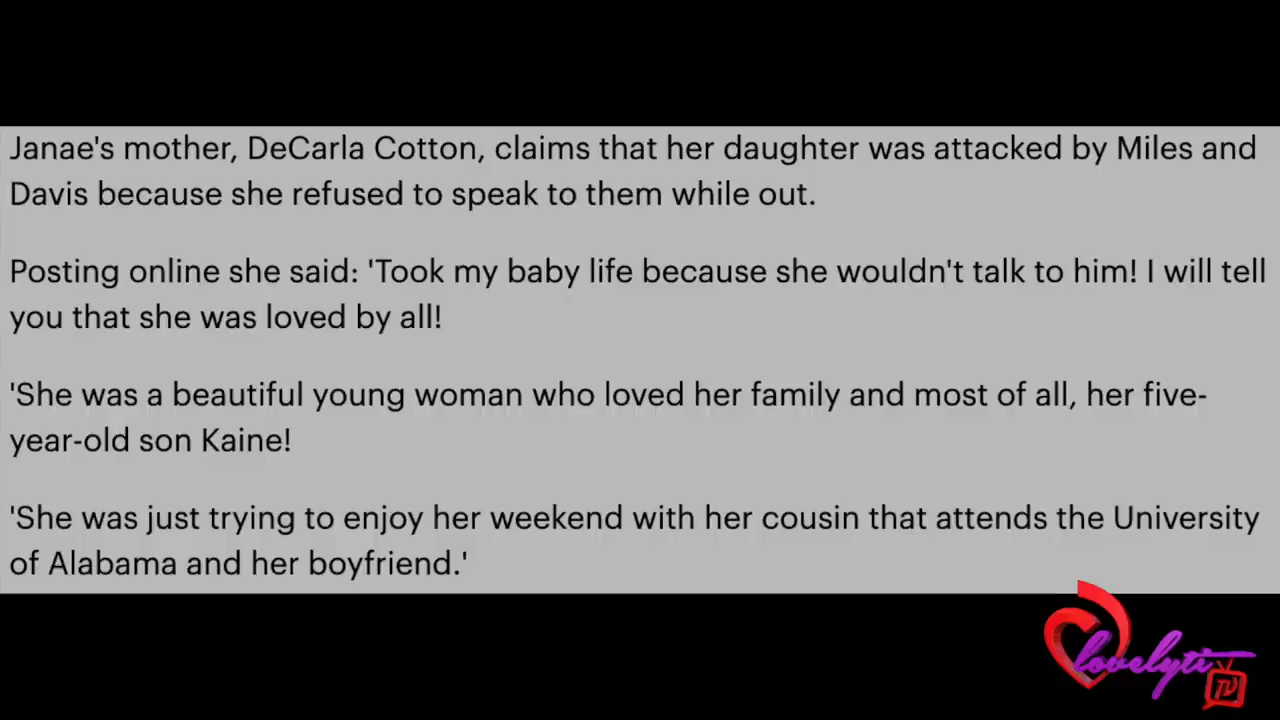 Janae's mother, DeCarla Cotton, claims that her daughter was attacked by Miles and
Davis because she refused to speak to them while out.
Posting online she said: 'Took my baby life because she wouldn't talk to him! I will tell
you that she was loved by all!
'She was a beautiful young woman who loved her family and most of all, her five-
year-old son Kaine!
'She was just trying to enjoy her weekend with her cousin that attends the University
of Alabama and her boyfriend.'
lovelyti
TV